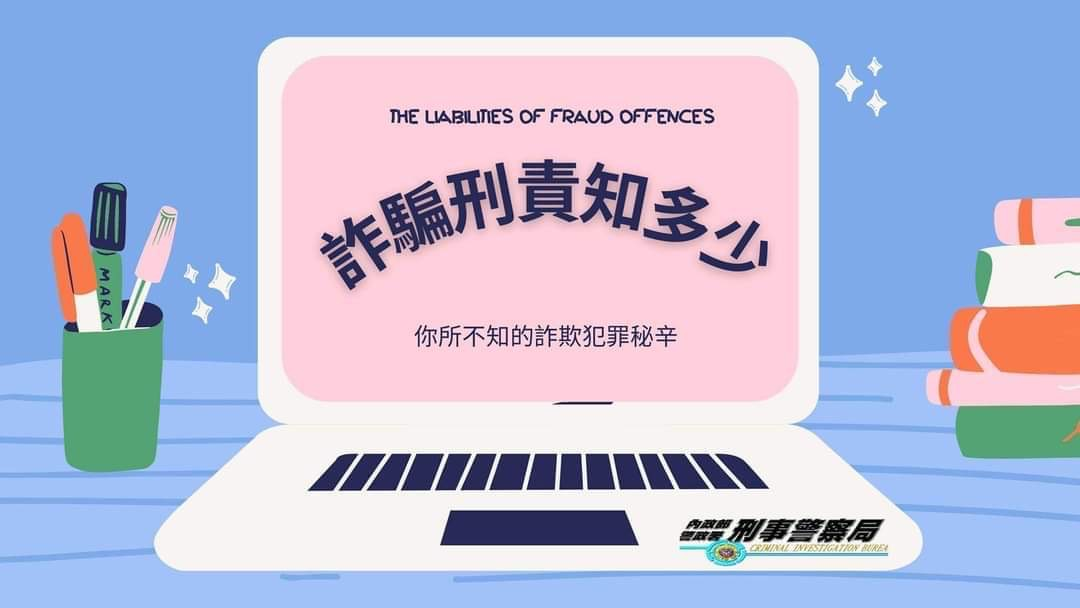 THE LIABILITIES OF FRAUD OFFENCES
詐騙刑責知多少
你所不知的詐欺犯罪秘辛
MARK
內政部
警政署
刑事警察局
CRIMINAL INVESTIGATION BUREA